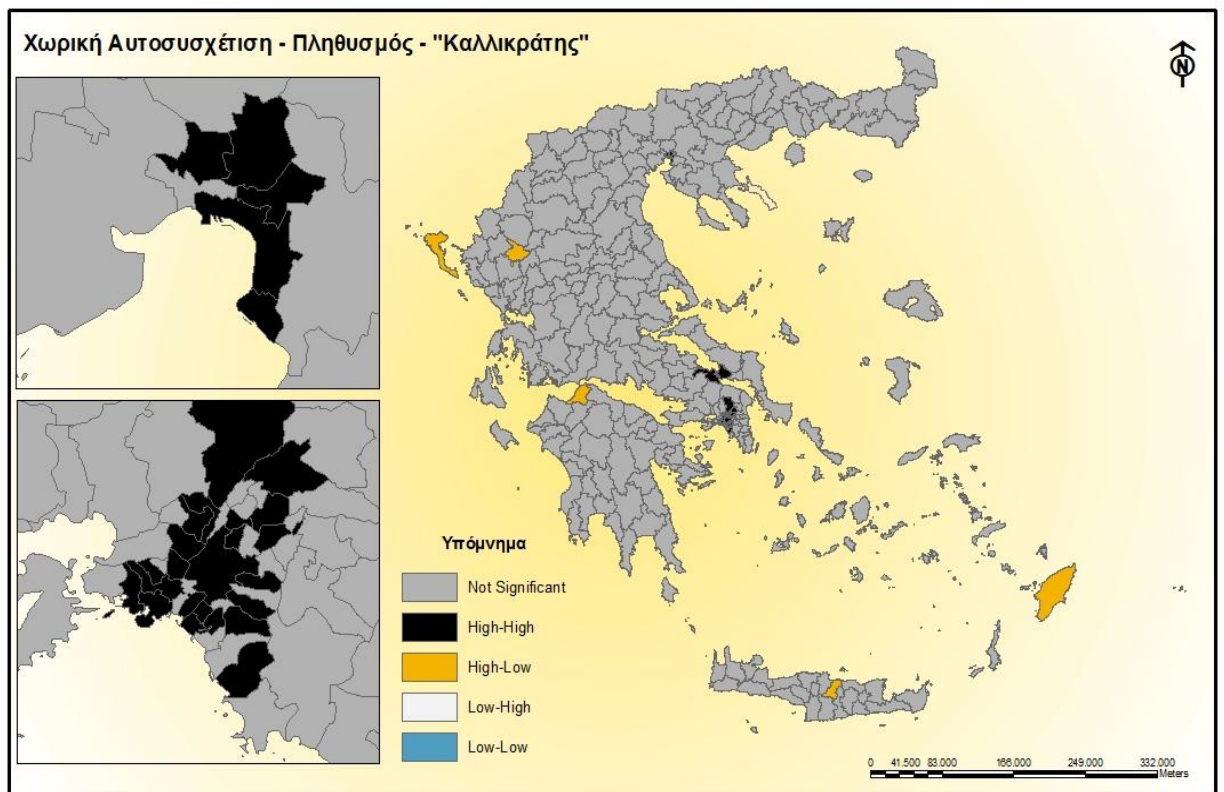 Χωρική Αυτοσυσχέτιση - Πληθυσμός - "Καλλικράτης"
N
Υπόμνημα
Not Significant
High-High
High-Low
Low-High
Low-Low
0 41.500 83.000 166.000 249.000 332.000
Meters